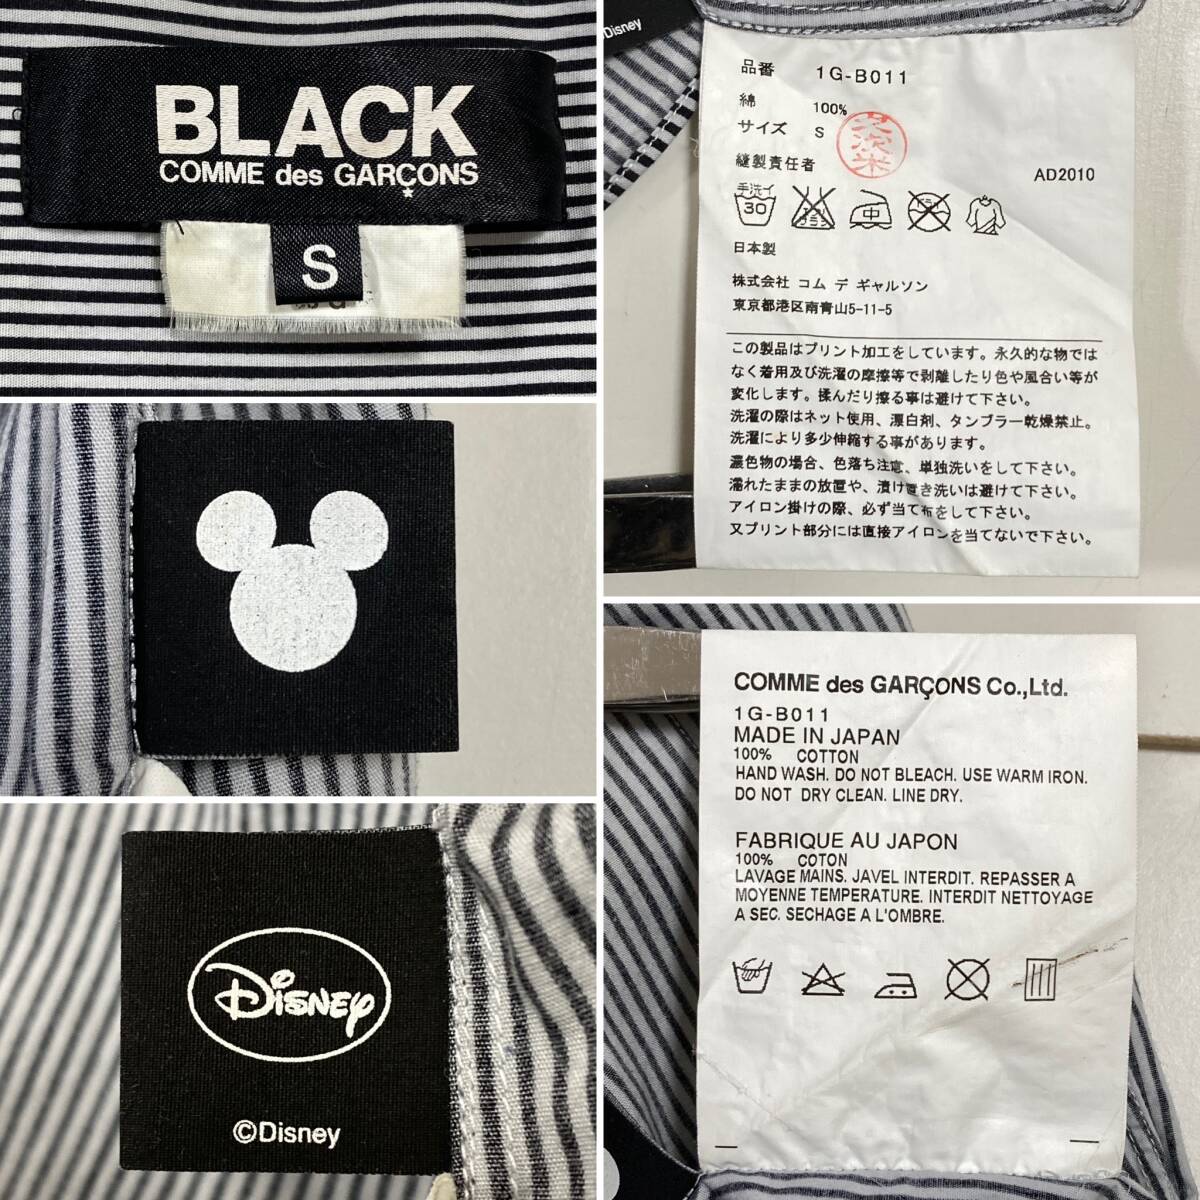 BLACK
COMME des GARÇONS
S
Disney
©Disney
©Disney
品番 1G-B011
綿 100%
サイズ S
縫製責任者
AD2010
手洗イ
30
中
日本製
株式会社 コム デ ギャルソン
東京都港区南青山5-11-5
この製品はプリント加工をしています。永久的な物では
なく着用及び洗濯の摩擦等で剥離したり色や風合い等が
変化します。揉んだり擦る事は避けて下さい。
洗濯の際はネット使用、漂白剤、タンブラー乾燥禁止。
洗濯により多少伸縮する事があります。
濃色物の場合、色落ち注意、単独洗いをして下さい。
濡れたままの放置や、漬け置き洗いは避けて下さい。
アイロン掛けの際、必ず当て布をして下さい。
又プリント部分には直接アイロンを当てないで下さい。
COMME des GARÇONS Co.,Ltd.
1G-B011
MADE IN JAPAN
100% COTTON
HAND WASH. DO NOT BLEACH. USE WARM IRON.
DO NOT DRY CLEAN. LINE DRY.
FABRIQUE AU JAPON
100% COTON
LAVAGE MAINS. JAVEL INTERDIT. REPASSER A
MOYENNE TEMPERATURE. INTERDIT NETTOYAGE
A SEC. SECHAGE A L'OMBRE.